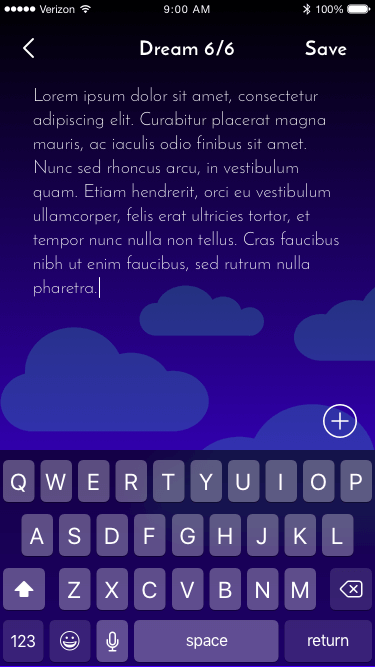 Verizon 9:00 AM 100%
Dream 6/6 Save
Lorem ipsum dolor sit amet, consectetur
adipiscing elit. Curabitur placerat magna
mauris, ac iaculis odio finibus sit amet.
Nunc sed rhoncus arcu, in vestibulum
quam. Etiam hendrerit, orci eu vestibulum
ullamcorper, felis erat ultricies tortor, et
tempor nunc nulla non tellus. Cras faucibus
nibh ut enim faucibus, sed rutrum nulla
pharetra.
Q W E R T Y U I O P
A S D F G H J K L
Z X C V B N M
123 space return